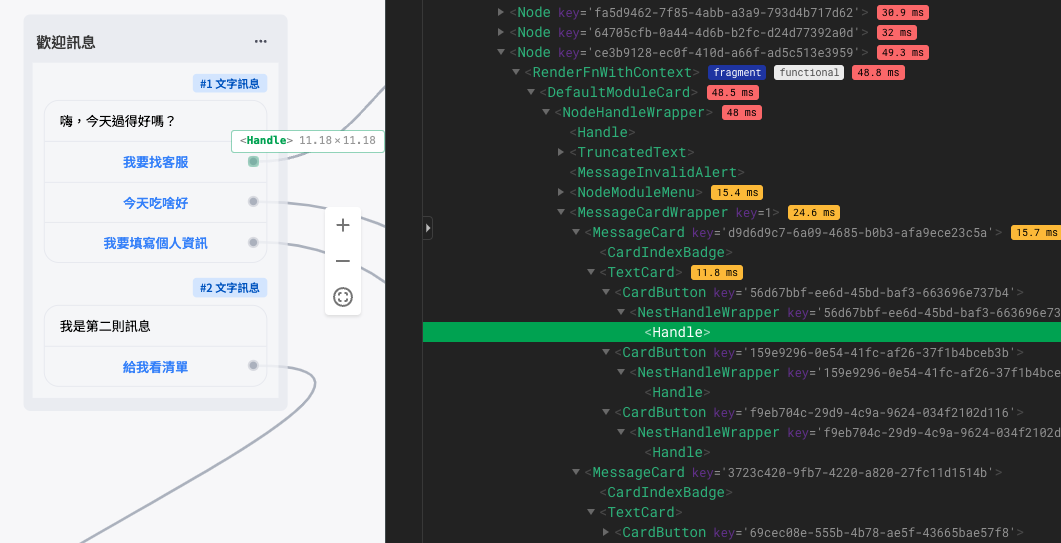 歡迎訊息
#1 文字訊息
嗨，今天過得好嗎？
<Handle> 11.18×11.18
我要找客服
今天吃啥好
我要填寫個人資訊
#2 文字訊息
我是第二則訊息
給我看清單
<Node key='fa5d9462-7f85-4abb-a3a9-793d4b717d62'> 30.9 ms
<Node key='64705cfb-0a44-4d6b-b2fc-d24d77392a0d'> 32 ms
<Node key='ce3b9128-ec0f-410d-a66f-ad5c513e3959'> 49.3 ms
<RenderFnWithContext> fragment functional 48.8 ms
<DefaultModuleCard> 48.5 ms
<NodeHandleWrapper> 48 ms
<Handle>
<TruncatedText>
<MessageInvalidAlert>
<NodeModuleMenu> 15.4 ms
<MessageCardWrapper key=1> 24.6 ms
<MessageCard key='d9d6d9c7-6a09-4685-b0b3-afa9ece23c5a'> 15.7 ms
<CardIndexBadge>
<TextCard> 11.8 ms
<CardButton key='56d67bbf-ee6d-45bd-baf3-663696e737b4'>
<NestHandleWrapper key='56d67bbf-ee6d-45bd-baf3-663696e73
<Handle>
<CardButton key='159e9296-0e54-41fc-af26-37f1b4bceb3b'>
<NestHandleWrapper key='159e9296-0e54-41fc-af26-37f1b4bce
<Handle>
<CardButton key='f9eb704c-29d9-4c9a-9624-034f2102d116'>
<NestHandleWrapper key='f9eb704c-29d9-4c9a-9624-034f2102d
<Handle>
<MessageCard key='3723c420-9fb7-4220-a820-27fc11d1514b'>
<CardIndexBadge>
<TextCard>
<CardButton key='69cec08e-555b-4b78-ae5f-43665bae57f8'>